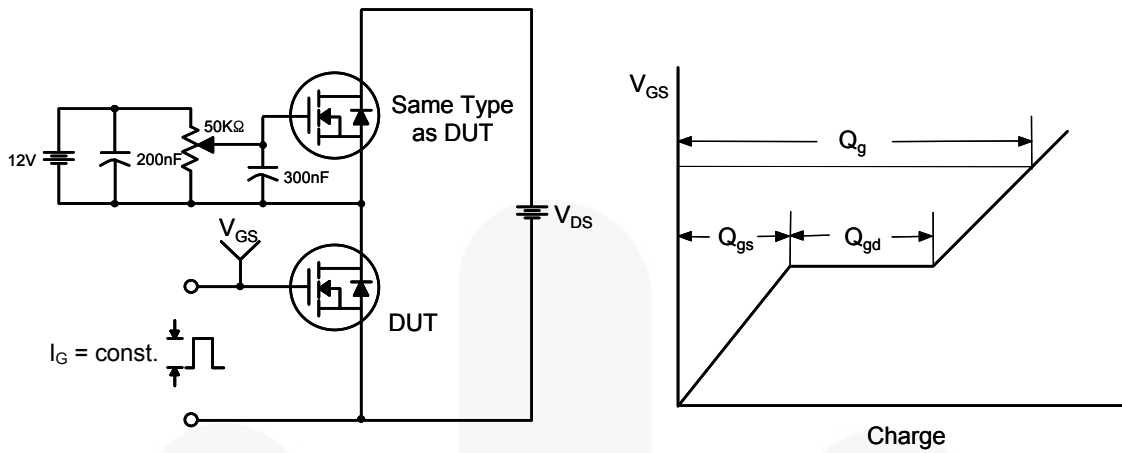 Same Type
as DUT
50KΩ
12V
200nF
300nF
V_GS
V_DS
DUT
I_G = const.
V_GS
Q_g
Q_gs
Q_gd
Charge